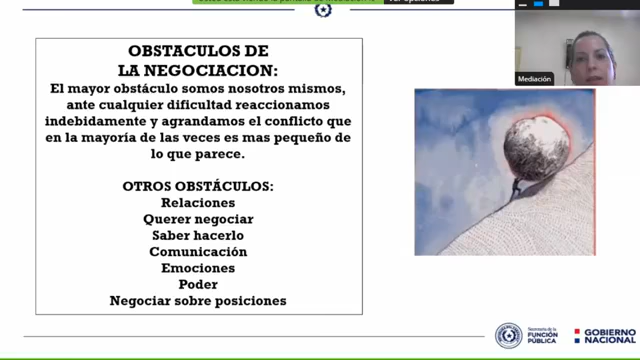 Mediación
OBSTACULOS DE
LA NEGOCIACION:
El mayor obstáculo somos nosotros mismos,
ante cualquier dificultad reaccionamos
indebidamente y agrandamos el conflicto que
en la mayoría de las veces es mas pequeño de
lo que parece.
OTROS OBSTÁCULOS:
Relaciones
Querer negociar
Saber hacerlo
Comunicación
Emociones
Poder
Negociar sobre posiciones
Secretaría de la
FUNCIÓN
PÚBLICA
GOBIERNO
NACIONAL